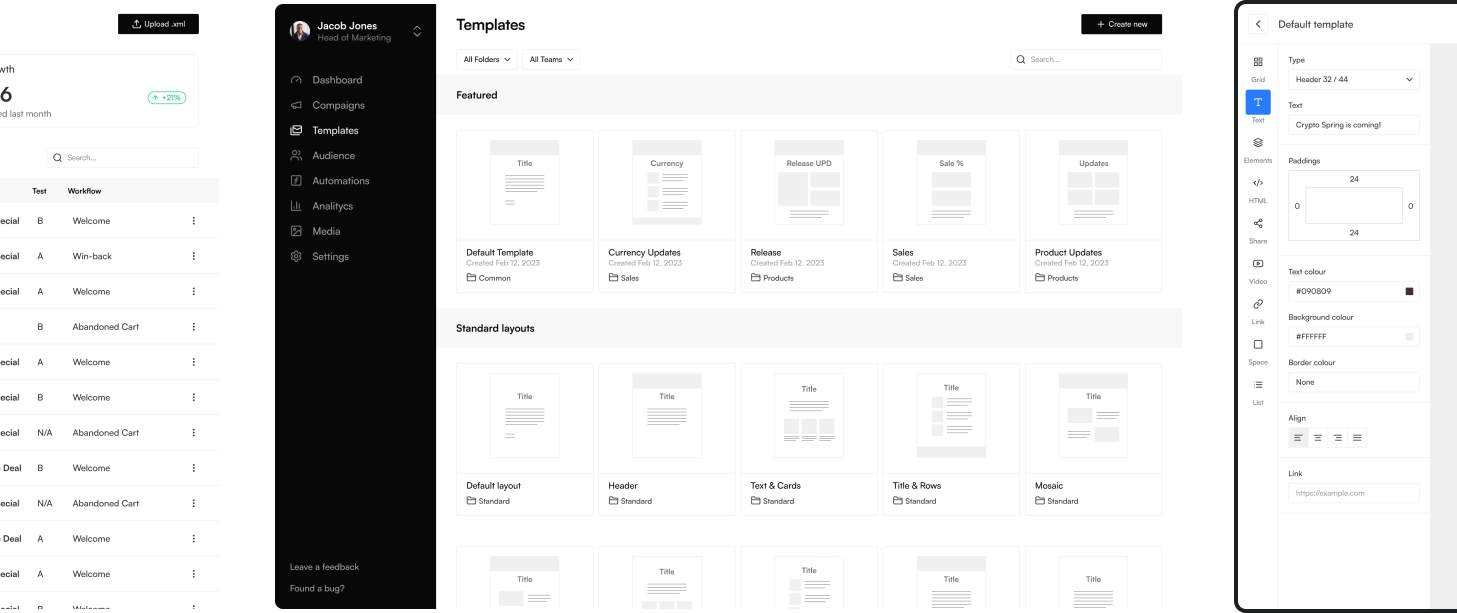 Upload .xml
wth
6
+21%
ed last month
Search...
Test Workflow
ecial B Welcome
ecial A Win-back
ecial A Welcome
B Abandoned Cart
ecial A Welcome
ecial B Welcome
ecial N/A Abandoned Cart
Deal B Welcome
ecial N/A Abandoned Cart
Deal A Welcome
ecial A Welcome
ecial B Welcome
Jacob Jones
Head of Marketing
Dashboard
Compaigns
Templates
Audience
Automations
Analitycs
Media
Settings
Leave a feedback
Found a bug?
Templates
+ Create new
All Folders All Teams Search...
Featured
Title Currency Release UPD Sale % Updates
Default Template Currency Updates Release Sales Product Updates
Created Feb 12, 2023 Created Feb 12, 2023 Created Feb 12, 2023 Created Feb 12, 2023 Created Feb 12, 2023
Common Sales Products Sales Products
Standard layouts
Title Title Title Title Title
Default layout Header Text & Cards Title & Rows Mosaic
Standard Standard Standard Standard Standard
Title Title Title Title Title
Default template
Grid
Text
Elements
HTML
Share
Video
Link
Space
List
Type
Header 32 / 44
Text
Crypto Spring is coming!
Paddings
24
0 0
24
Text colour
#090809
Background colour
#FFFFFF
Border colour
None
Align
Link
https://example.com